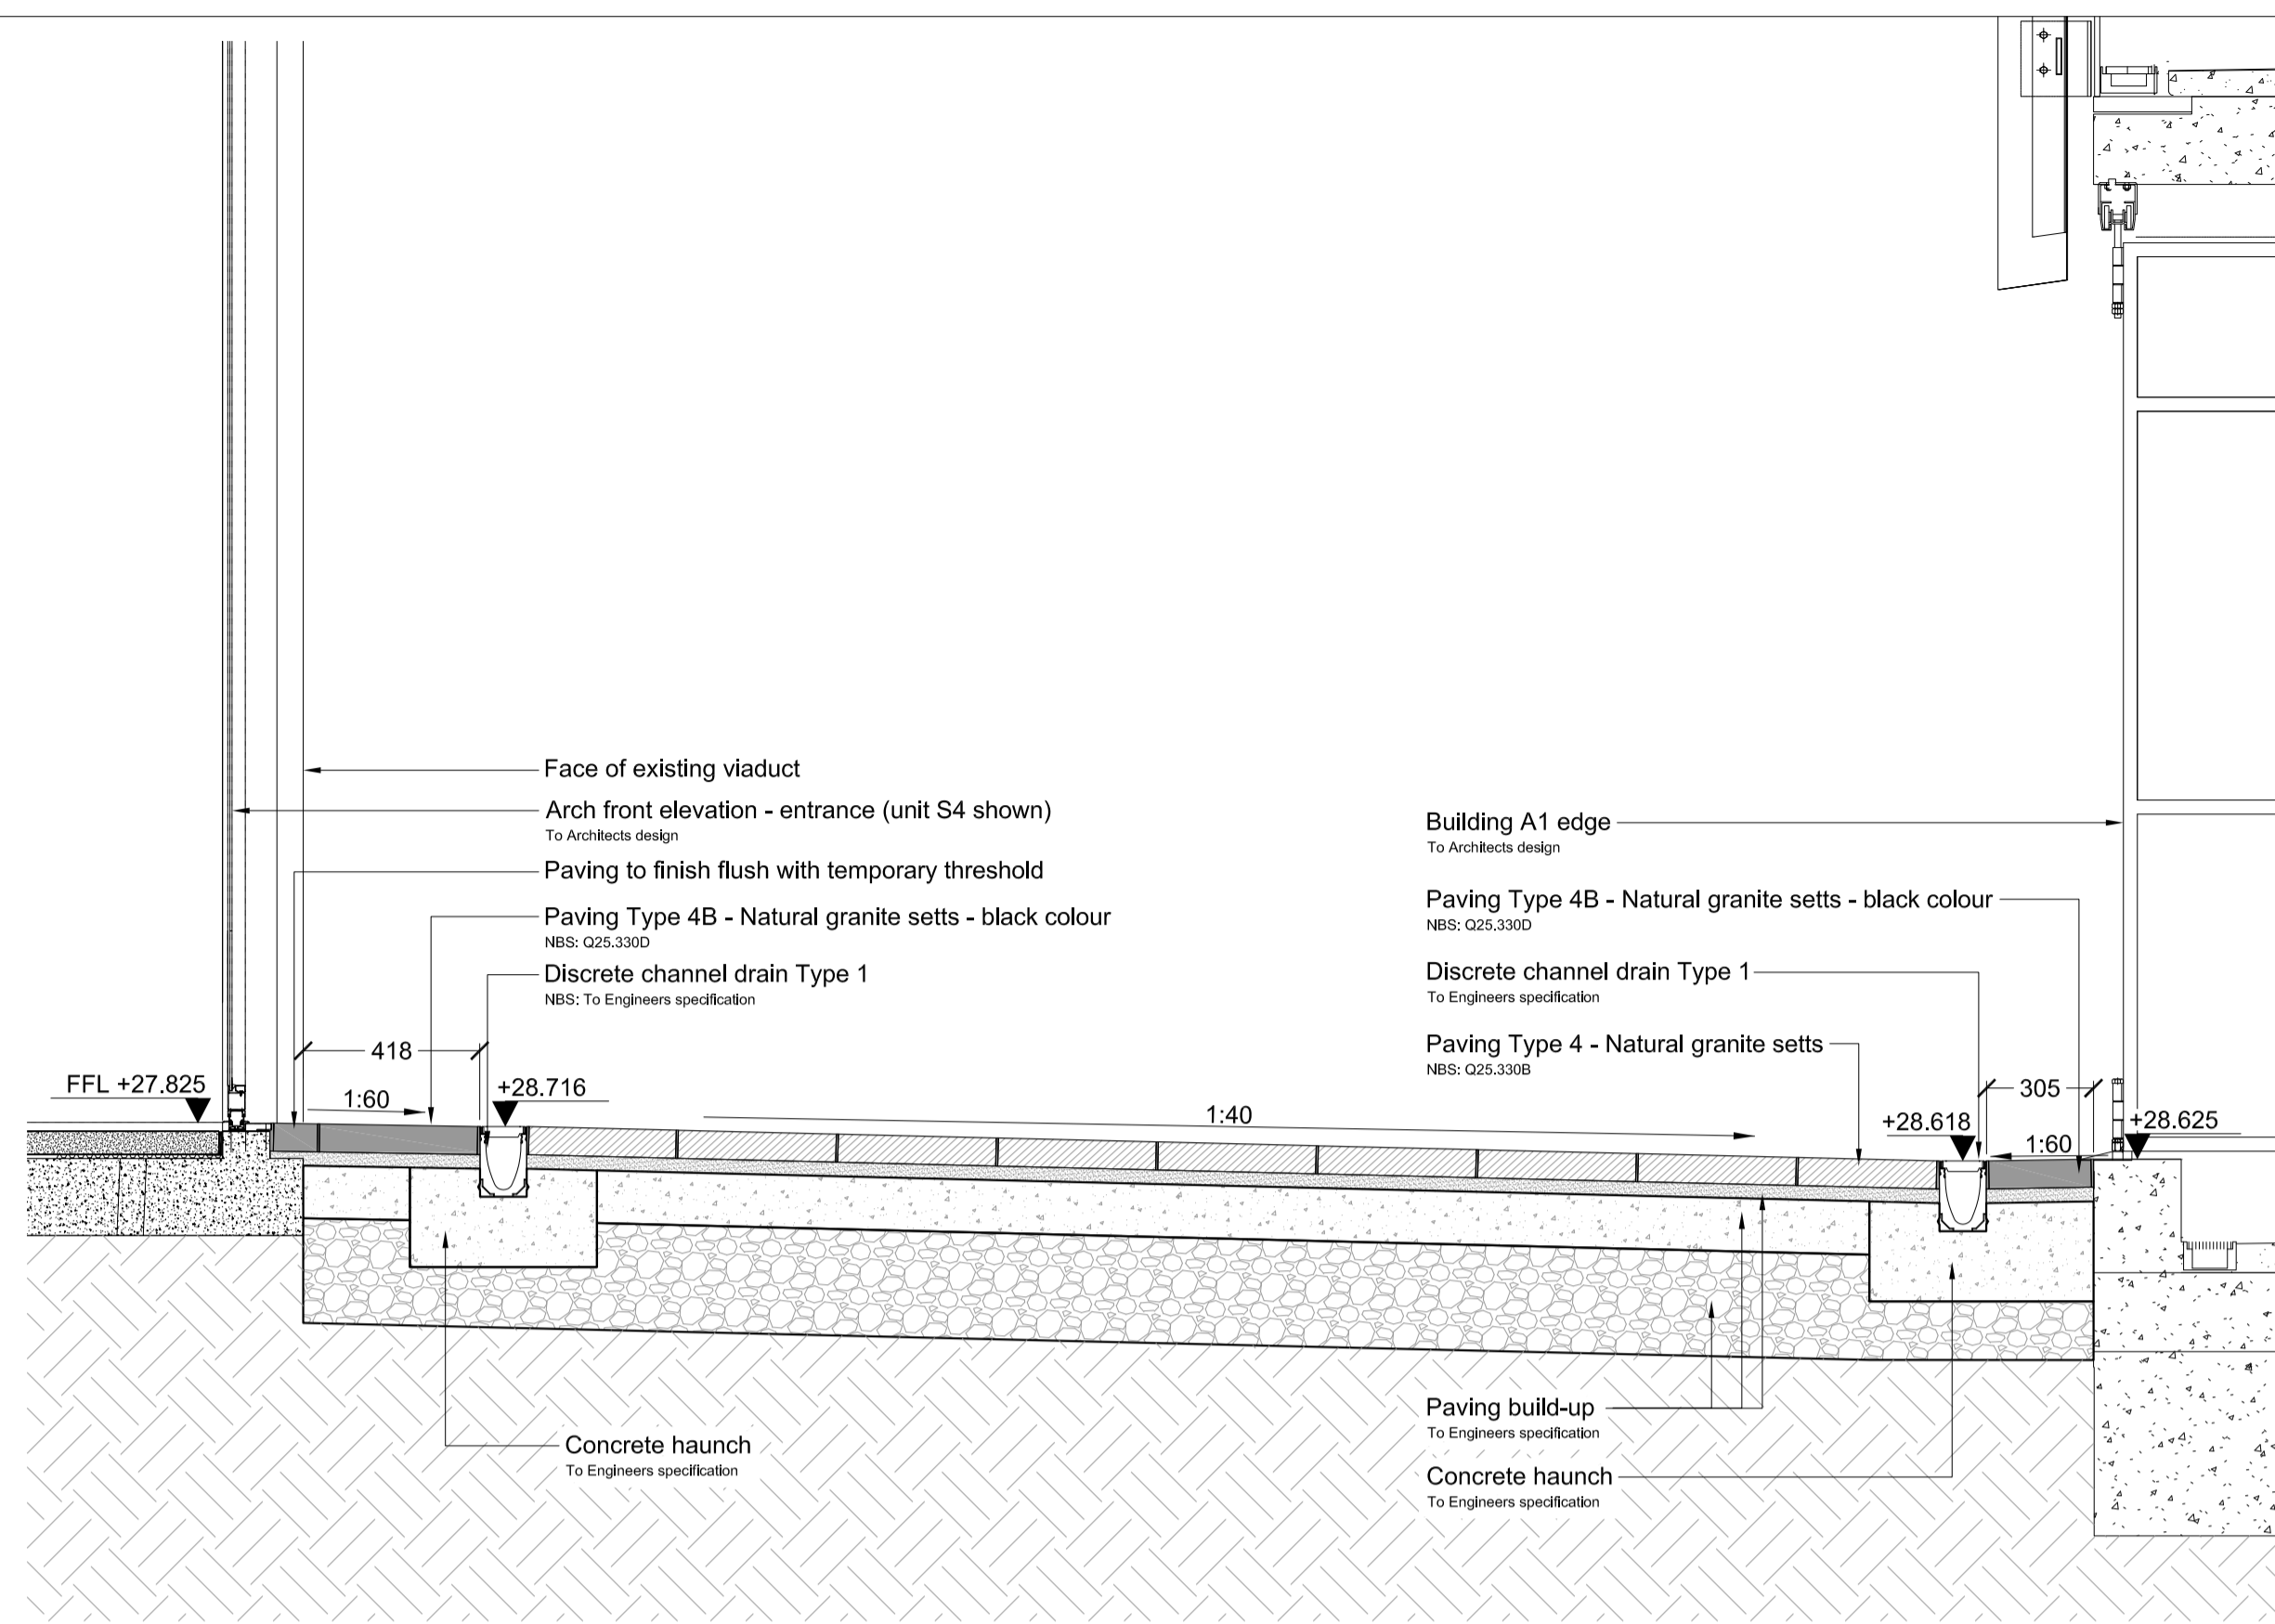 Face of existing viaduct
Arch front elevation - entrance (unit S4 shown)
To Architects design
Paving to finish flush with temporary threshold
Paving Type 4B - Natural granite setts - black colour
NBS: Q25.330D
Discrete channel drain Type 1
NBS: To Engineers specification
Building A1 edge
To Architects design
Paving Type 4B - Natural granite setts - black colour
NBS: Q25.330D
Discrete channel drain Type 1
To Engineers specification
Paving Type 4 - Natural granite setts
NBS: Q25.330B
418
FFL +27.825
1:60
+28.716
1:40
305
+28.618
+28.625
1:60
Concrete haunch
To Engineers specification
Paving build-up
To Engineers specification
Concrete haunch
To Engineers specification